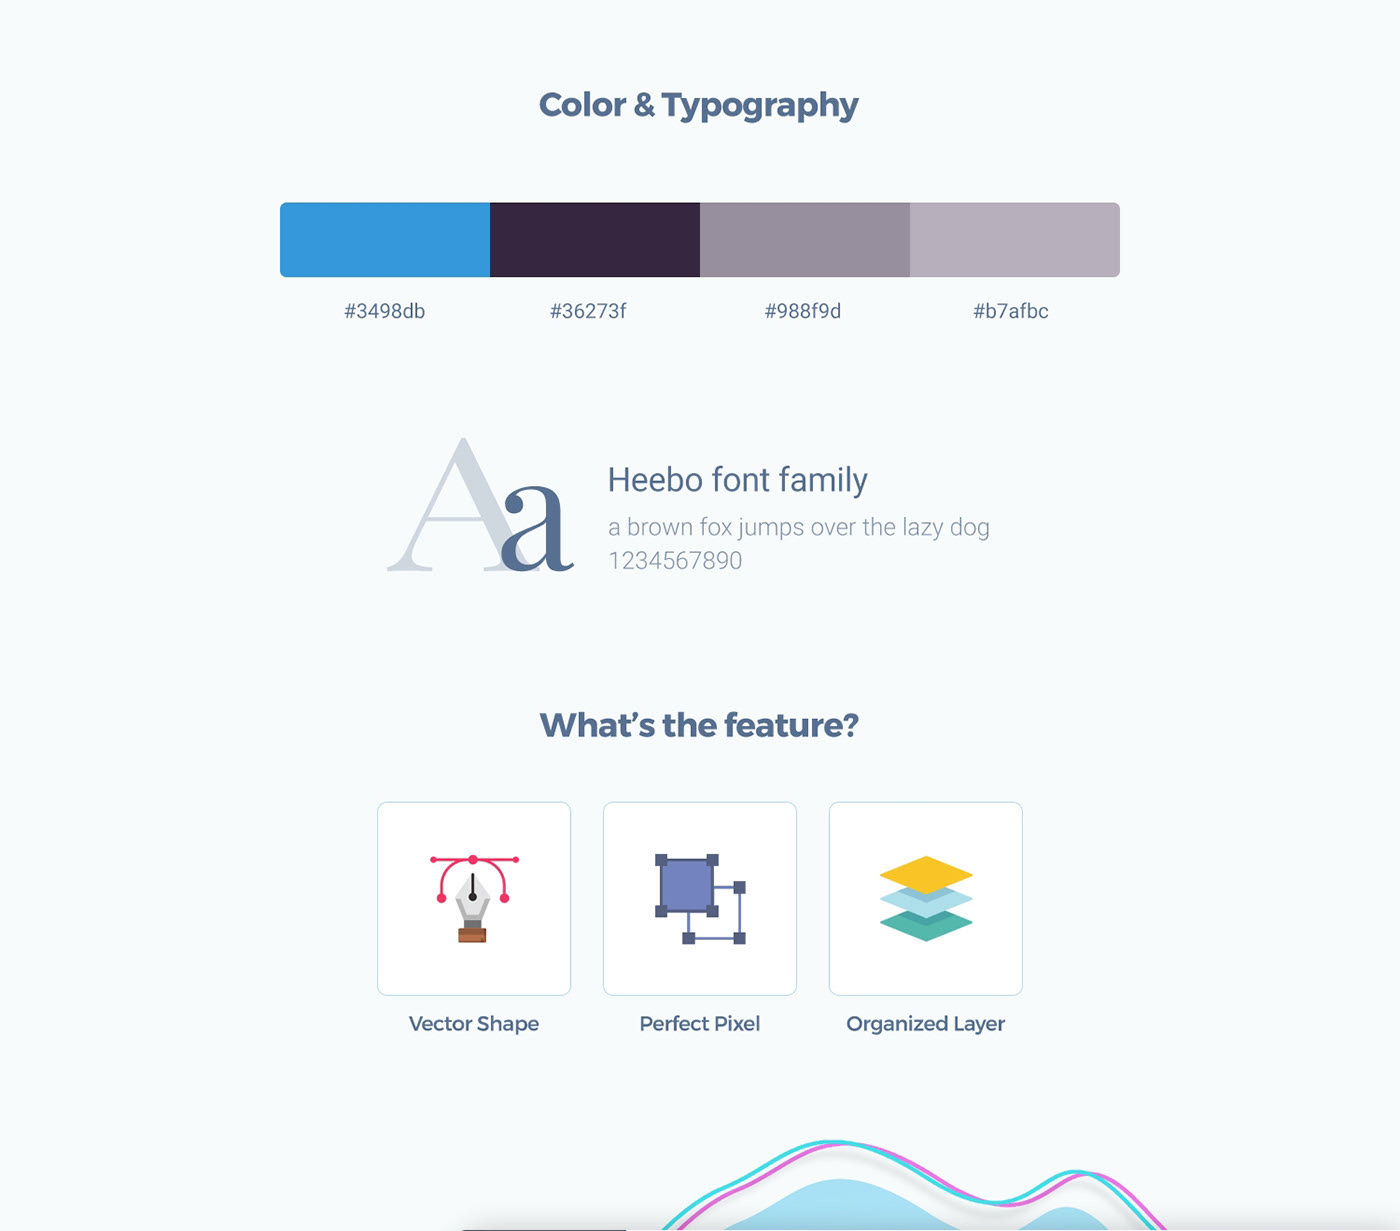 Color & Typography
#3498db #36273f #988f9d #b7afbc
Aa
Heebo font family
a brown fox jumps over the lazy dog
1234567890
What’s the feature?
Vector Shape Perfect Pixel Organized Layer